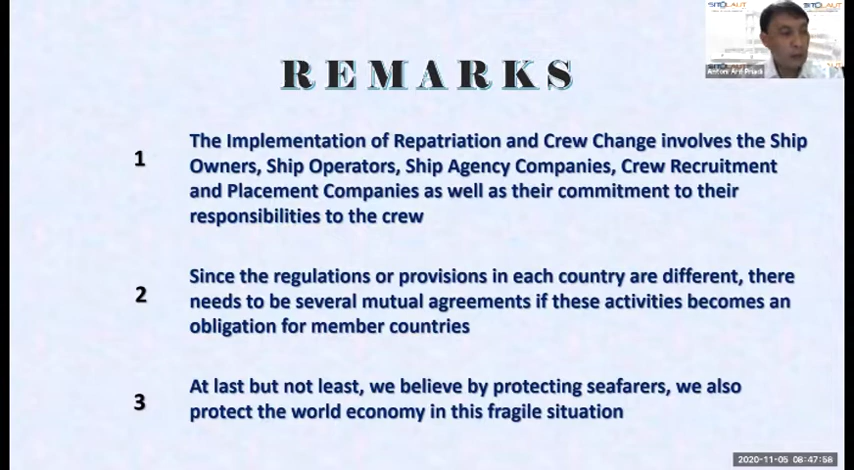 SITOLAUT
SITOLAUT
REMARKS
1
The Implementation of Repatriation and Crew Change involves the Ship
Owners, Ship Operators, Ship Agency Companies, Crew Recruitment
and Placement Companies as well as their commitment to their
responsibilities to the crew
2
Since the regulations or provisions in each country are different, there
needs to be several mutual agreements if these activities becomes an
obligation for member countries
3
At last but not least, we believe by protecting seafarers, we also
protect the world economy in this fragile situation
2020-11-05 08:47:58